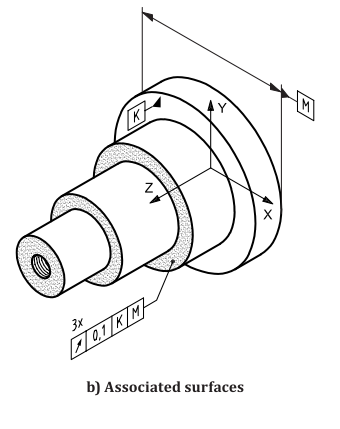 M
K
Y
Z
X
3x
↗ 0,1 K M
b) Associated surfaces